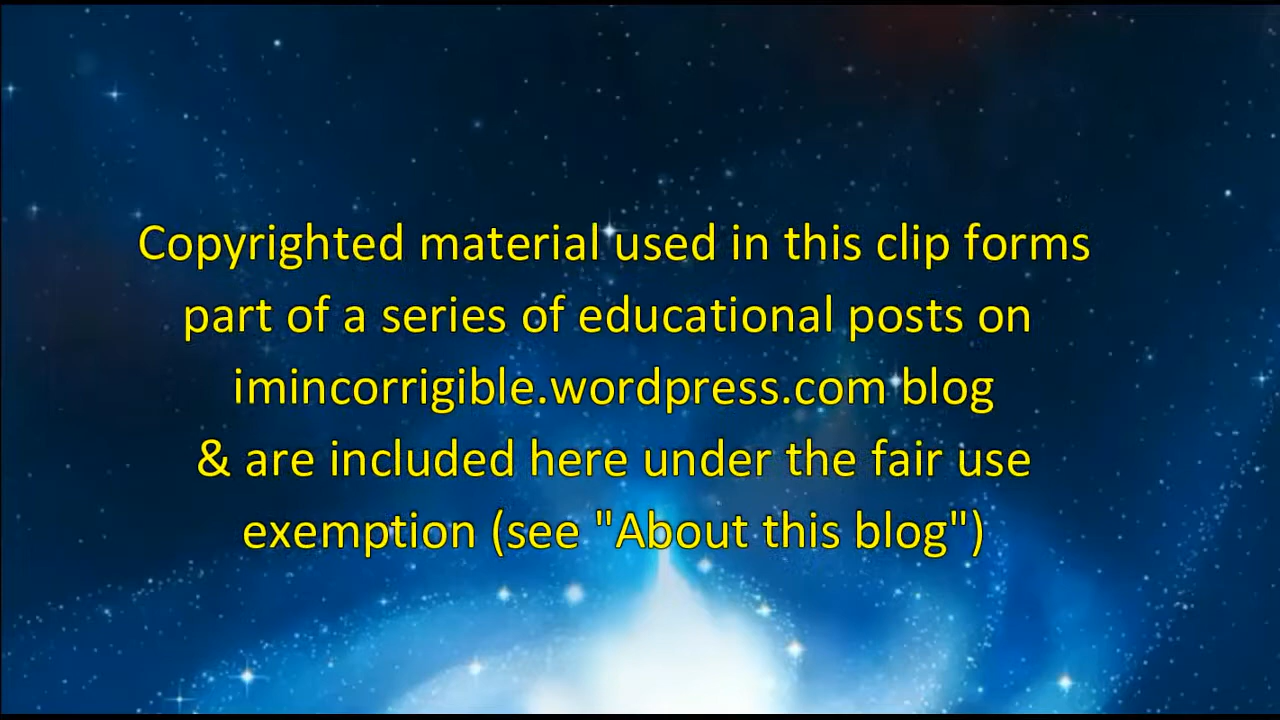 Copyrighted material used in this clip forms
part of a series of educational posts on
imincorrigible.wordpress.com blog
& are included here under the fair use
exemption (see "About this blog")